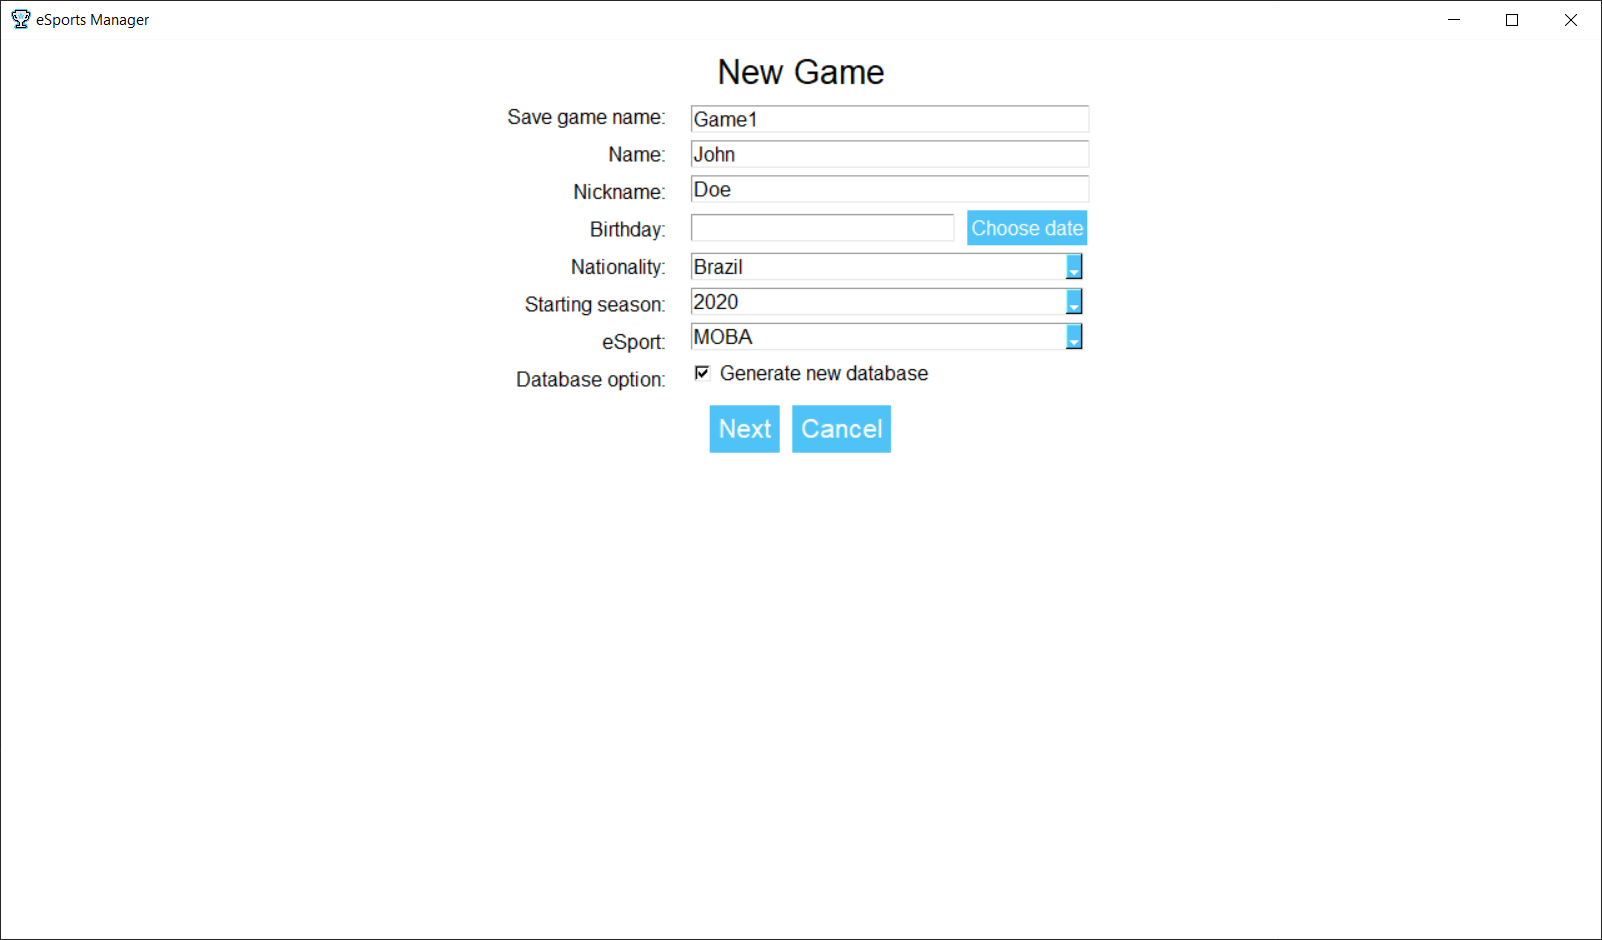 eSports Manager
New Game
Save game name: Game1
Name: John
Nickname: Doe
Birthday: Choose date
Nationality: Brazil
Starting season: 2020
eSport: MOBA
Database option: Generate new database
Next Cancel